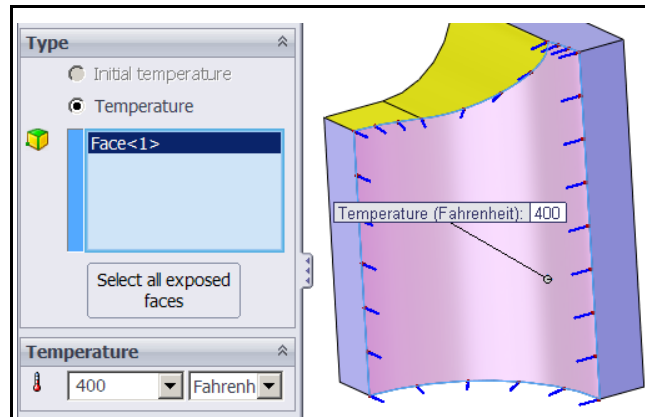 Type
Initial temperature
Temperature
Face<1>
Select all exposed
faces
Temperature
400 Fahrenh
Temperature (Fahrenheit): 400